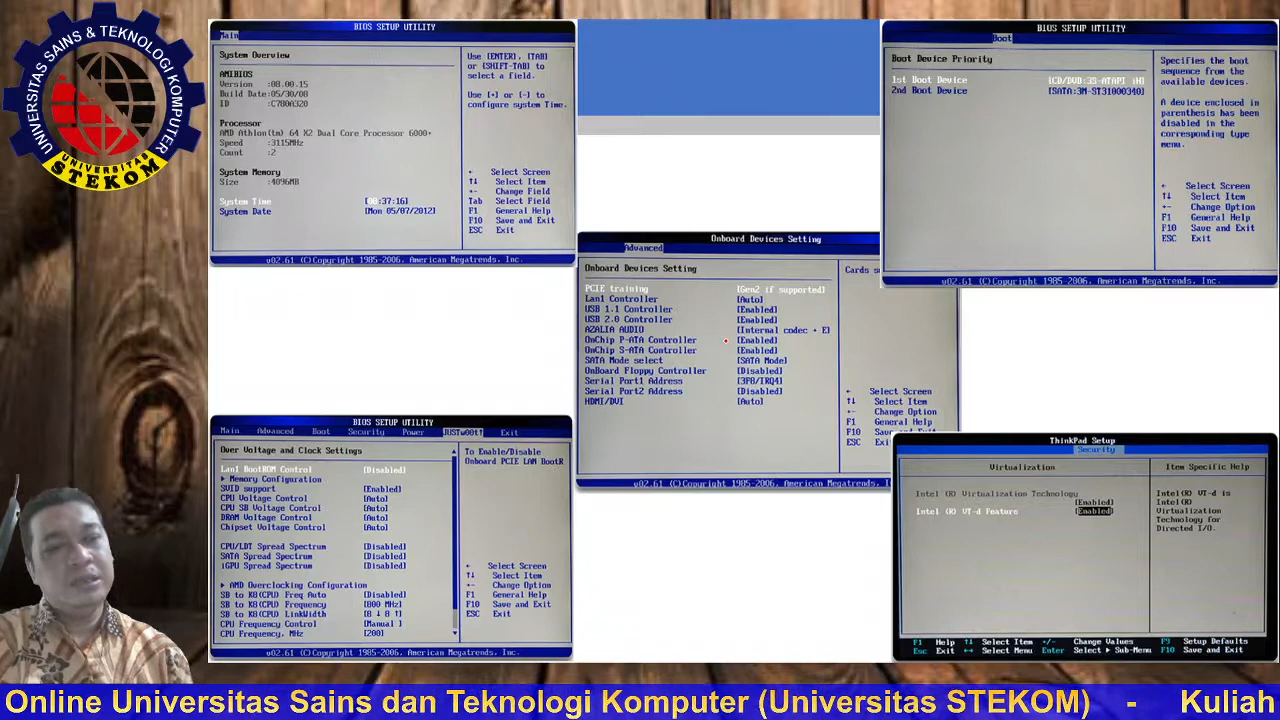 UNIVERSITAS SAINS & TEKNOLOGI KOMPUTER
UNIVERSITAS
STEKOM
BIOS SETUP UTILITY
Main
System Overview
AMIBIOS
Version :08.00.15
Build Date:05/30/08
ID :C780A320
Processor
AMD Athlon(tm) 64 X2 Dual Core Processor 6000+
Speed :3115MHz
Count :2
System Memory
Size :4096MB
System Time
System Date [Mon 05/07/2012]
Use [ENTER], [TAB]
or [SHIFT-TAB] to
select a field.
Use [+] or [-] to
configure system Time.
← Select Screen
↑↓ Select Item
+- Change Field
Tab Select Field
F1 General Help
F10 Save and Exit
ESC Exit
v02.61 (C)Copyright 1985-2006, American Megatrends, Inc.
BIOS SETUP UTILITY
Boot
Boot Device Priority
1st Boot Device [CD/DVD:3S-ATAPI iH]
2nd Boot Device [SATA:3M-ST31000340]
Specifies the boot
sequence from the
available devices.
A device enclosed in
parenthesis has been
disabled in the
corresponding type
menu.
← Select Screen
↑↓ Select Item
+- Change Option
F1 General Help
F10 Save and Exit
ESC Exit
v02.61 (C)Copyright 1985-2006, American Megatrends, Inc.
Onboard Devices Setting
Advanced
Onboard Devices Setting
PCIE training [Gen2 if supported]
Lan1 Controller [Auto]
USB 1.1 Controller [Enabled]
USB 2.0 Controller [Enabled]
AZALIA AUDIO [Internal codec + E]
OnChip P-ATA Controller [Enabled]
OnChip S-ATA Controller [Enabled]
SATA Mode select [SATA Mode]
OnBoard Floppy Controller [Disabled]
Serial Port1 Address [3F8/IRQ4]
Serial Port2 Address [Disabled]
HDMI/DVI [Auto]
Cards s
← Select Screen
↑↓ Select Item
+- Change Option
F1 General Help
F10
ESC
v02.61 (C)Copyright 1985-2006, American Megatrends, In
BIOS SETUP UTILITY
Main Advanced Boot Security Power JUSTw00t! Exit
Over Voltage and Clock Settings
Lan1 BootROM Control [Disabled]
▶ Memory Configuration
SVID support [Enabled]
CPU Voltage Control [Auto]
CPU SB Voltage Control [Auto]
DRAM Voltage Control [Auto]
Chipset Voltage Control [Auto]
CPU/LDT Spread Spectrum [Disabled]
SATA Spread Spectrum [Disabled]
iGPU Spread Spectrum [Disabled]
▶ AMD Overclocking Configuration
SB to K8(CPU) Freq Auto [Disabled]
SB to K8(CPU) Frequency [800 MHz]
SB to K8(CPU) LinkWidth [8 ↓ 8 ↑]
CPU Frequency Control [Manual ]
CPU Frequency, MHz [200]
To Enable/Disable
Onboard PCIE LAN BootR
← Select Screen
↑↓ Select Item
+- Change Option
F1 General Help
F10 Save and Exit
ESC Exit
v02.61 (C)Copyright 1985-2006, American Megatrends, Inc.
ThinkPad Setup
Security
Virtualization
Intel (R) Virtualization Technology
[Enabled]
Intel (R) VT-d Feature [Enabled]
Item Specific Help
Intel(R) VT-d is
Intel(R)
Virtualization
Technology for
Directed I/O.
F1 Help ↑↓ Select Item +/- Change Values F9 Setup Defaults
Esc Exit ↔ Select Menu Enter Select ▶ Sub-Menu F10 Save and Exit
Online Universitas Sains dan Teknologi Komputer (Universitas STEKOM) - Kuliah